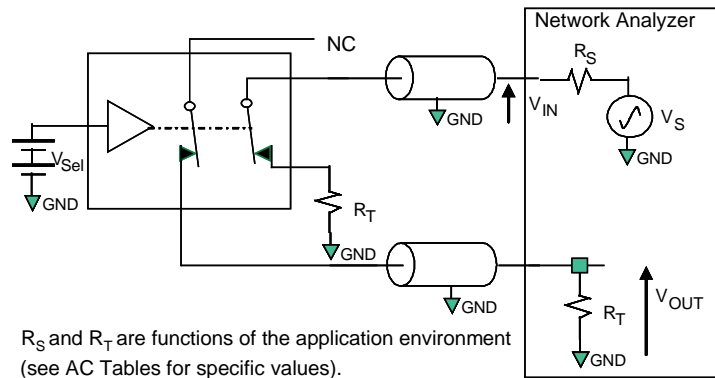 Network Analyzer
NC
R_S
V_IN
V_S
GND
GND
V_Sel
GND
R_T
GND
GND
R_T
V_OUT
GND
R_S and R_T are functions of the application environment
(see AC Tables for specific values).